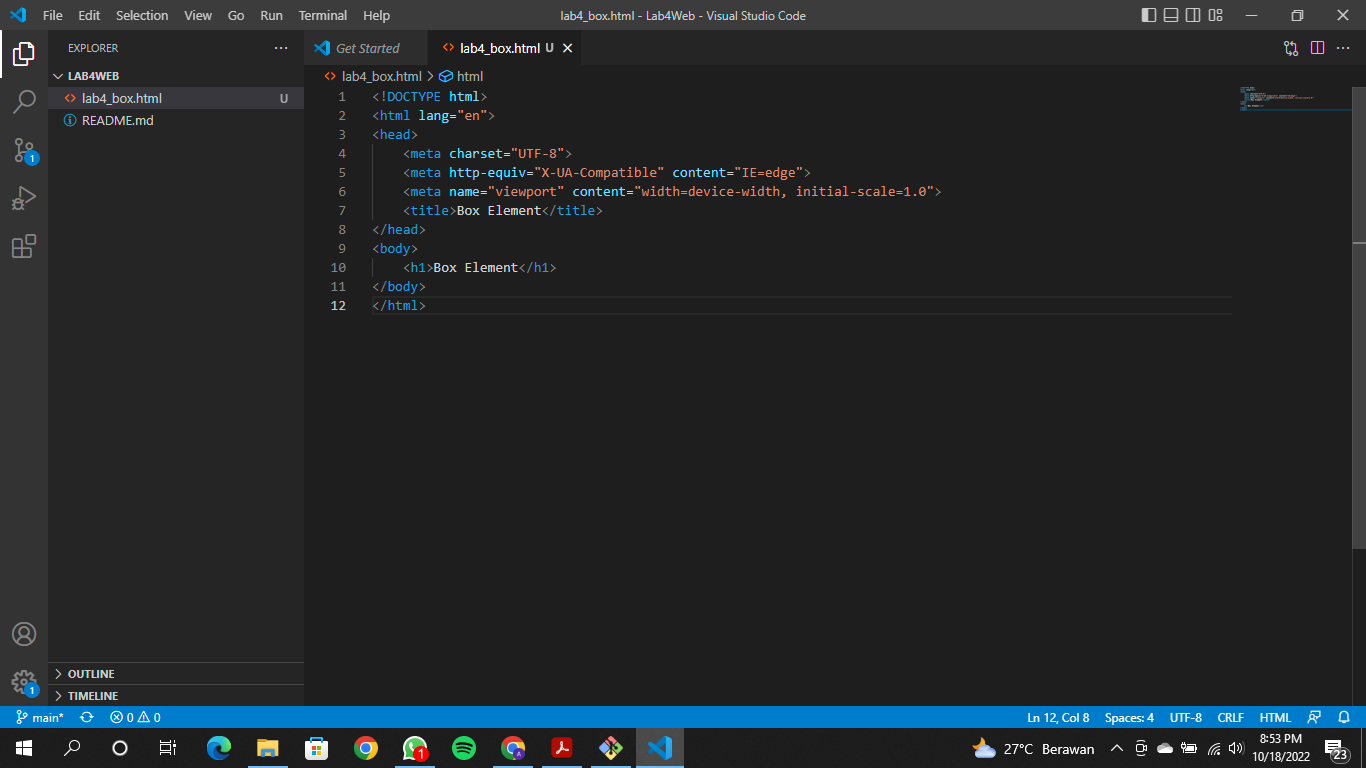 File Edit Selection View Go Run Terminal Help
lab4_box.html - Lab4Web - Visual Studio Code
EXPLORER
Get Started
lab4_box.html U
LAB4WEB
lab4_box.html U
README.md
lab4_box.html > html
1 <!DOCTYPE html>
2 <html lang="en">
3 <head>
4 <meta charset="UTF-8">
5 <meta http-equiv="X-UA-Compatible" content="IE=edge">
6 <meta name="viewport" content="width=device-width, initial-scale=1.0">
7 <title>Box Element</title>
8 </head>
9 <body>
10 <h1>Box Element</h1>
11 </body>
12 </html>
1
1
OUTLINE
TIMELINE
main* 0 0
Ln 12, Col 8 Spaces: 4 UTF-8 CRLF HTML
1
27°C Berawan
8:53 PM
10/18/2022
23